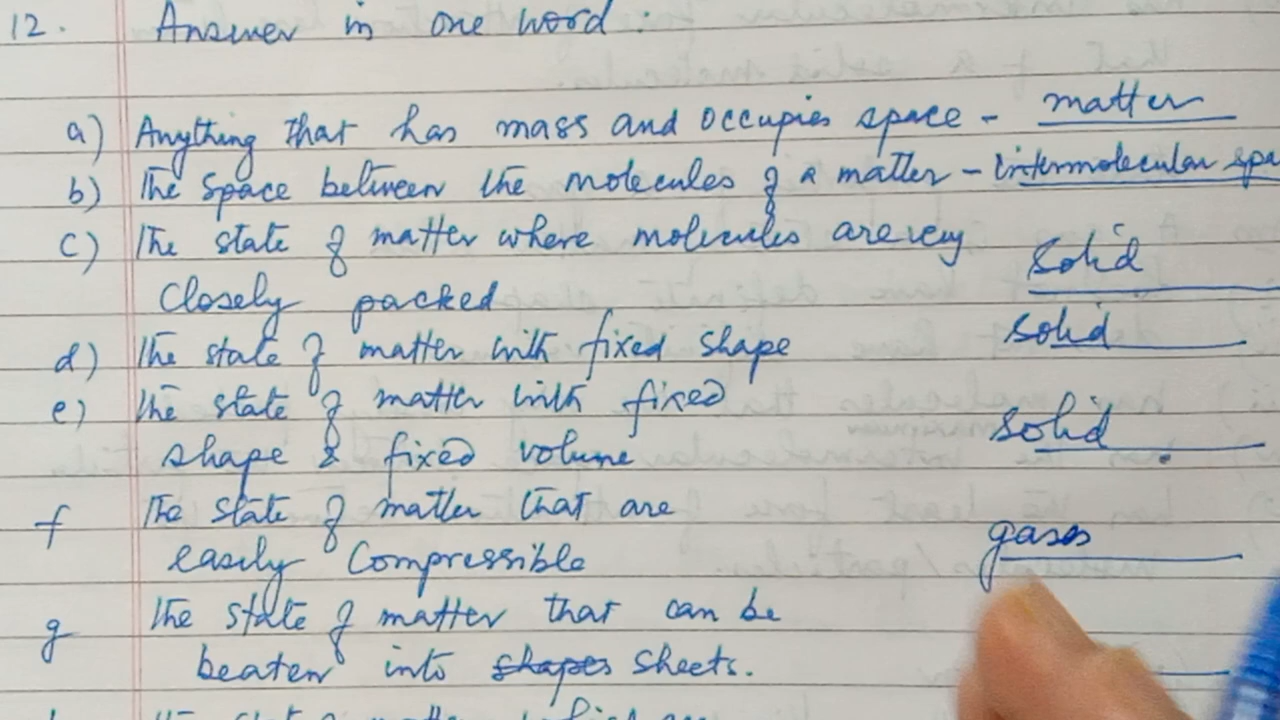 12. Answer in one word :
a) Anything that has mass and occupies space - matter
b) The space between the molecules of a matter - intermolecular spa
c) The state of matter where molecules are very
closely packed solid
d) The state of matter with fixed shape solid
e) The state of matter with fixed
shape & fixed volume solid
f The state of matter that are
easily compressible gases
g The state of matter that can be
beaten into shapes sheets.